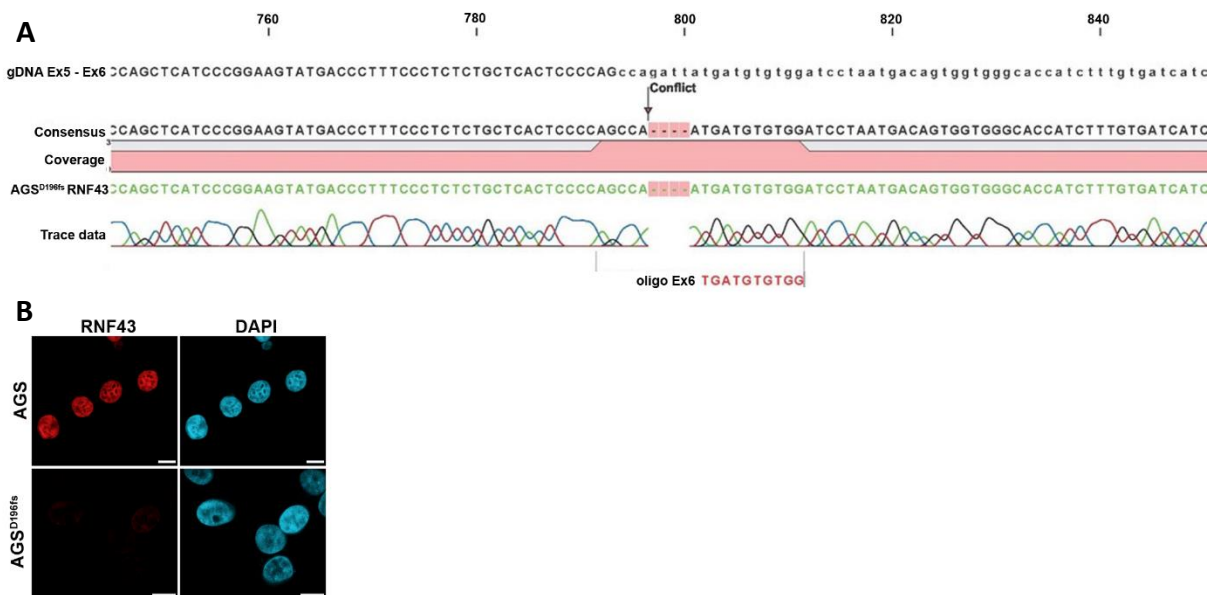 A
760 780 800 820 840
gDNA Ex5 - Ex6 CCAGCTCATCCCGGAAGTATGACCCTTTCCCTCTCTGCTCACTCCCCAGccagattatgatgtgtggatcctaatgacagtggtgggcaccatctttgtgatcatc
Conflict
Consensus CCAGCTCATCCCGGAAGTATGACCCTTTCCCTCTCTGCTCACTCCCCAGCCA----ATGATGTGTGGATCCTAATGACAGTGGTGGGCACCATCTTTGTGATCATC
3
Coverage
AGSD196fs RNF43 CCAGCTCATCCCGGAAGTATGACCCTTTCCCTCTCTGCTCACTCCCCAGCCA----ATGATGTGTGGATCCTAATGACAGTGGTGGGCACCATCTTTGTGATCATC
Trace data
oligo Ex6 TGATGTGTGG
B
RNF43 DAPI
AGS
AGSD196fs